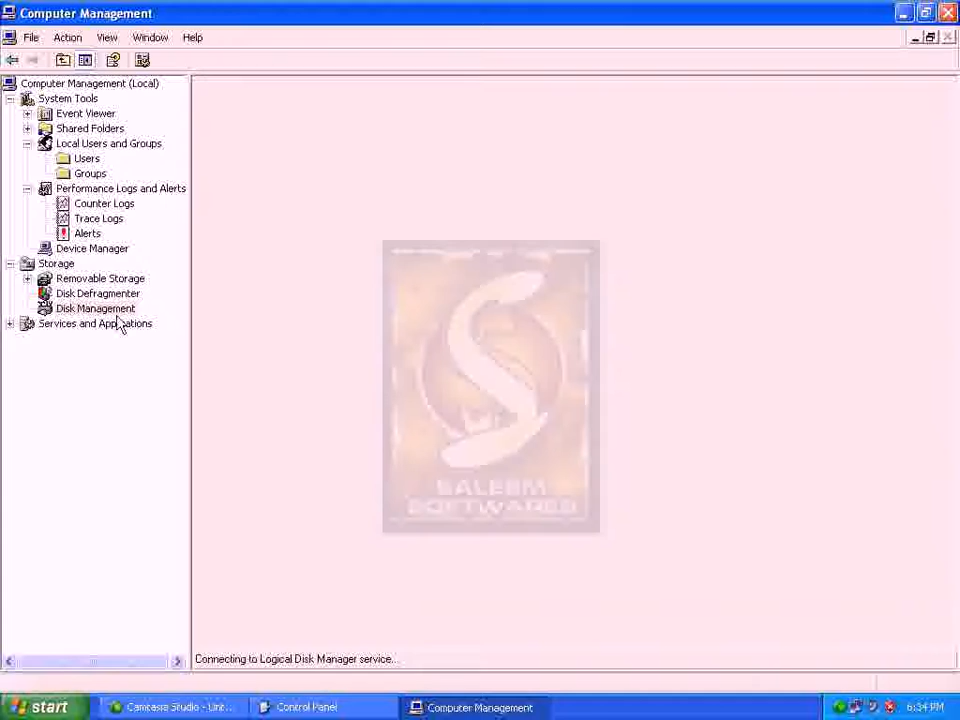 Computer Management
File Action View Window Help
Computer Management (Local)
System Tools
Event Viewer
Shared Folders
Local Users and Groups
Users
Groups
Performance Logs and Alerts
Counter Logs
Trace Logs
Alerts
Device Manager
Storage
Removable Storage
Disk Defragmenter
Disk Management
Services and Applications
SALEEM
SOFTWARES
Connecting to Logical Disk Manager service...
start Camtasia Studio - Unt... Control Panel Computer Management 6:34 PM